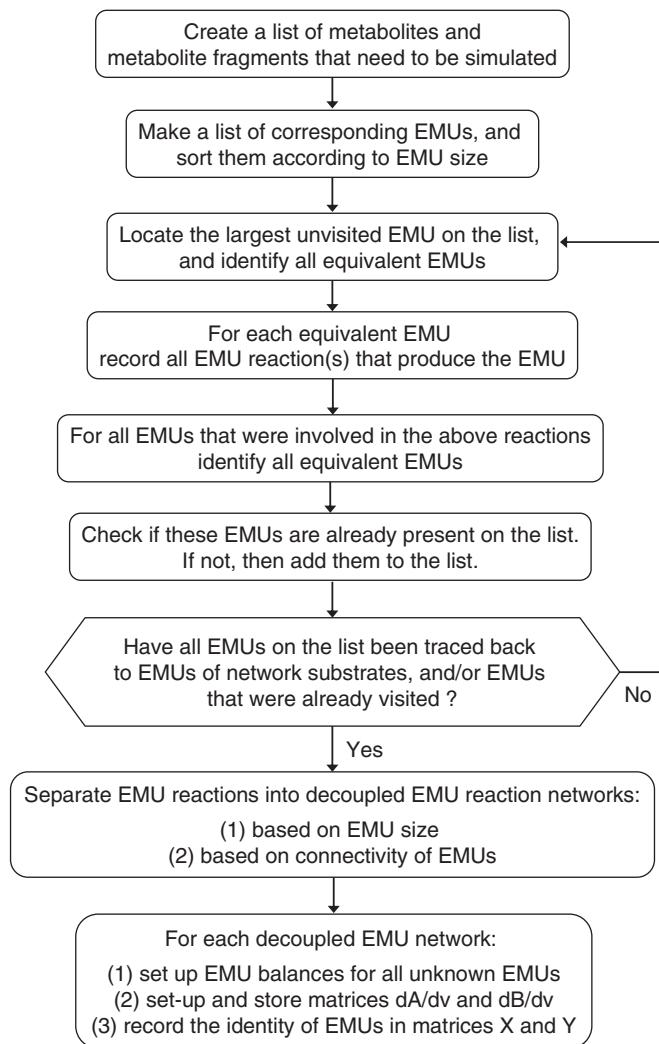 Create a list of metabolites and
metabolite fragments that need to be simulated
Make a list of corresponding EMUs, and
sort them according to EMU size
Locate the largest unvisited EMU on the list,
and identify all equivalent EMUs
For each equivalent EMU
record all EMU reaction(s) that produce the EMU
For all EMUs that were involved in the above reactions
identify all equivalent EMUs
Check if these EMUs are already present on the list.
If not, then add them to the list.
Have all EMUs on the list been traced back
to EMUs of network substrates, and/or EMUs
that were already visited ?
No
Yes
Separate EMU reactions into decoupled EMU reaction networks:
(1) based on EMU size
(2) based on connectivity of EMUs
For each decoupled EMU network:
(1) set up EMU balances for all unknown EMUs
(2) set-up and store matrices dA/dv and dB/dv
(3) record the identity of EMUs in matrices X and Y